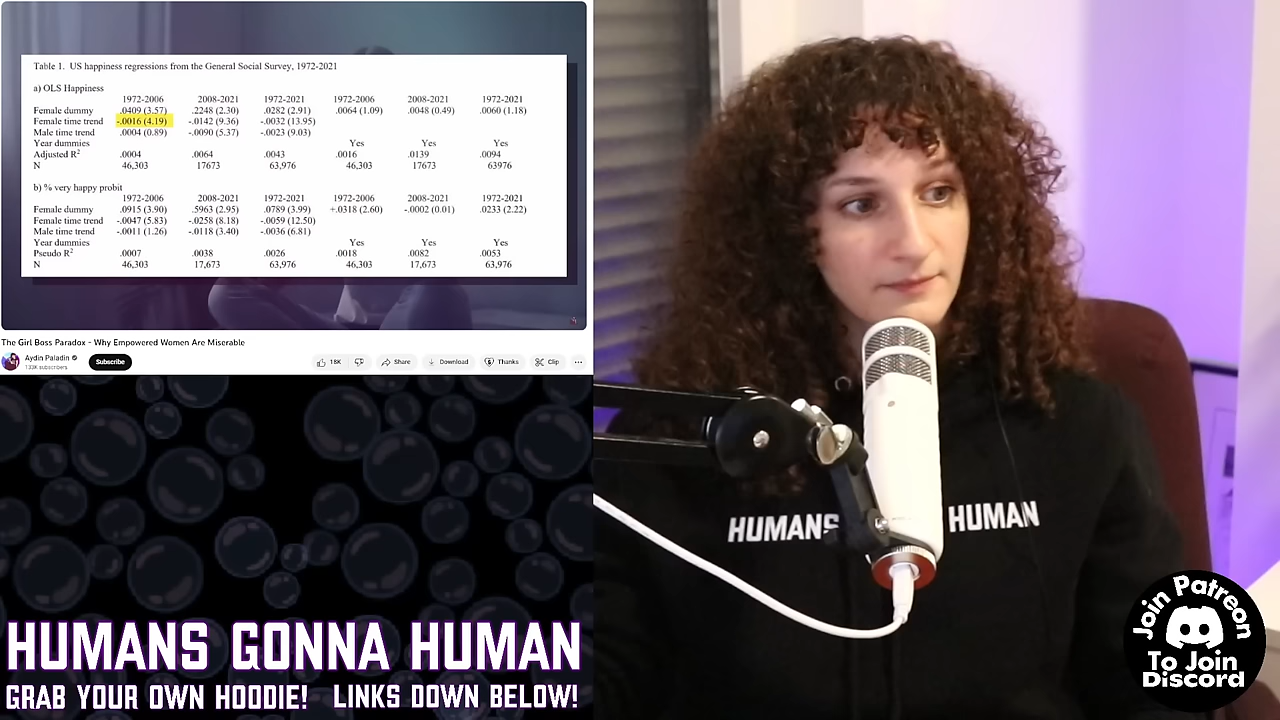 Table 1. US happiness regressions from the General Social Survey, 1972-2021
a) OLS Happiness
1972-2006 2008-2021 1972-2021 1972-2006 2008-2021 1972-2021
Female dummy .0409 (3.57) .2248 (2.30) .0282 (2.91) .0064 (1.09) .0048 (0.49) .0060 (1.18)
Female time trend -.0016 (4.19) -.0142 (9.36) -.0032 (13.95)
Male time trend .0004 (0.89) -.0090 (5.37) -.0023 (9.03)
Year dummies Yes Yes Yes
Adjusted R² .0004 .0064 .0043 .0016 .0139 .0094
N 46,303 17673 63,976 46,303 17673 63976
b) % very happy probit
1972-2006 2008-2021 1972-2021 1972-2006 2008-2021 1972-2021
Female dummy .0915 (3.90) .5963 (2.95) .0789 (3.99) +.0318 (2.60) -.0002 (0.01) .0233 (2.22)
Female time trend -.0047 (5.83) -.0258 (8.18) -.0059 (12.50)
Male time trend -.0011 (1.26) -.0118 (3.40) -.0036 (6.81)
Year dummies Yes Yes Yes
Pseudo R² .0007 .0038 .0026 .0018 .0082 .0053
N 46,303 17,673 63,976 46,303 17,673 63,976
The Girl Boss Paradox - Why Empowered Women Are Miserable
Aydin Paladin
133K subscribers
Subscribe
18K Share Download Thanks Clip
HUMANS HUMAN
HUMANS GONNA HUMAN
GRAB YOUR OWN HOODIE! LINKS DOWN BELOW!
Join Patreon
To Join
Discord